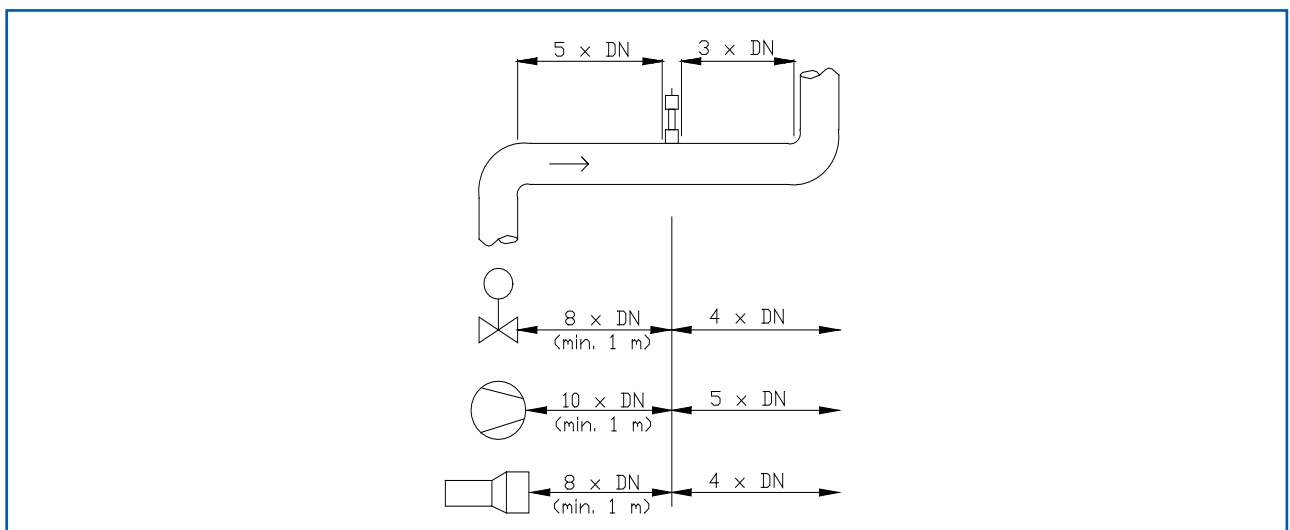 5 x DN
3 x DN
8 x DN
4 x DN
(min. 1 m)
10 x DN
5 x DN
(min. 1 m)
8 x DN
4 x DN
(min. 1 m)